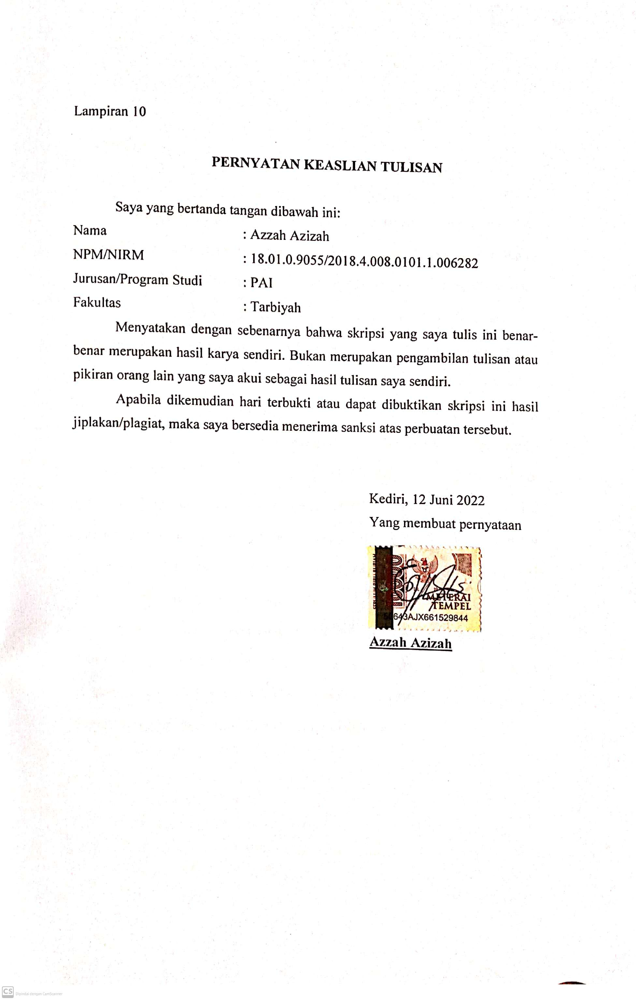 Lampiran 10
PERNYATAN KEASLIAN TULISAN
Saya yang bertanda tangan dibawah ini:
Nama : Azzah Azizah
NPM/NIRM : 18.01.0.9055/2018.4.008.0101.1.006282
Jurusan/Program Studi : PAI
Fakultas : Tarbiyah
Menyatakan dengan sebenarnya bahwa skripsi yang saya tulis ini benar-
benar merupakan hasil karya sendiri. Bukan merupakan pengambilan tulisan atau
pikiran orang lain yang saya akui sebagai hasil tulisan saya sendiri.
Apabila dikemudian hari terbukti atau dapat dibuktikan skripsi ini hasil
jiplakan/plagiat, maka saya bersedia menerima sanksi atas perbuatan tersebut.
Kediri, 12 Juni 2022
Yang membuat pernyataan
METERAI
TEMPEL
643AJX661529844
Azzah Azizah
CS Dipindai dengan CamScanner